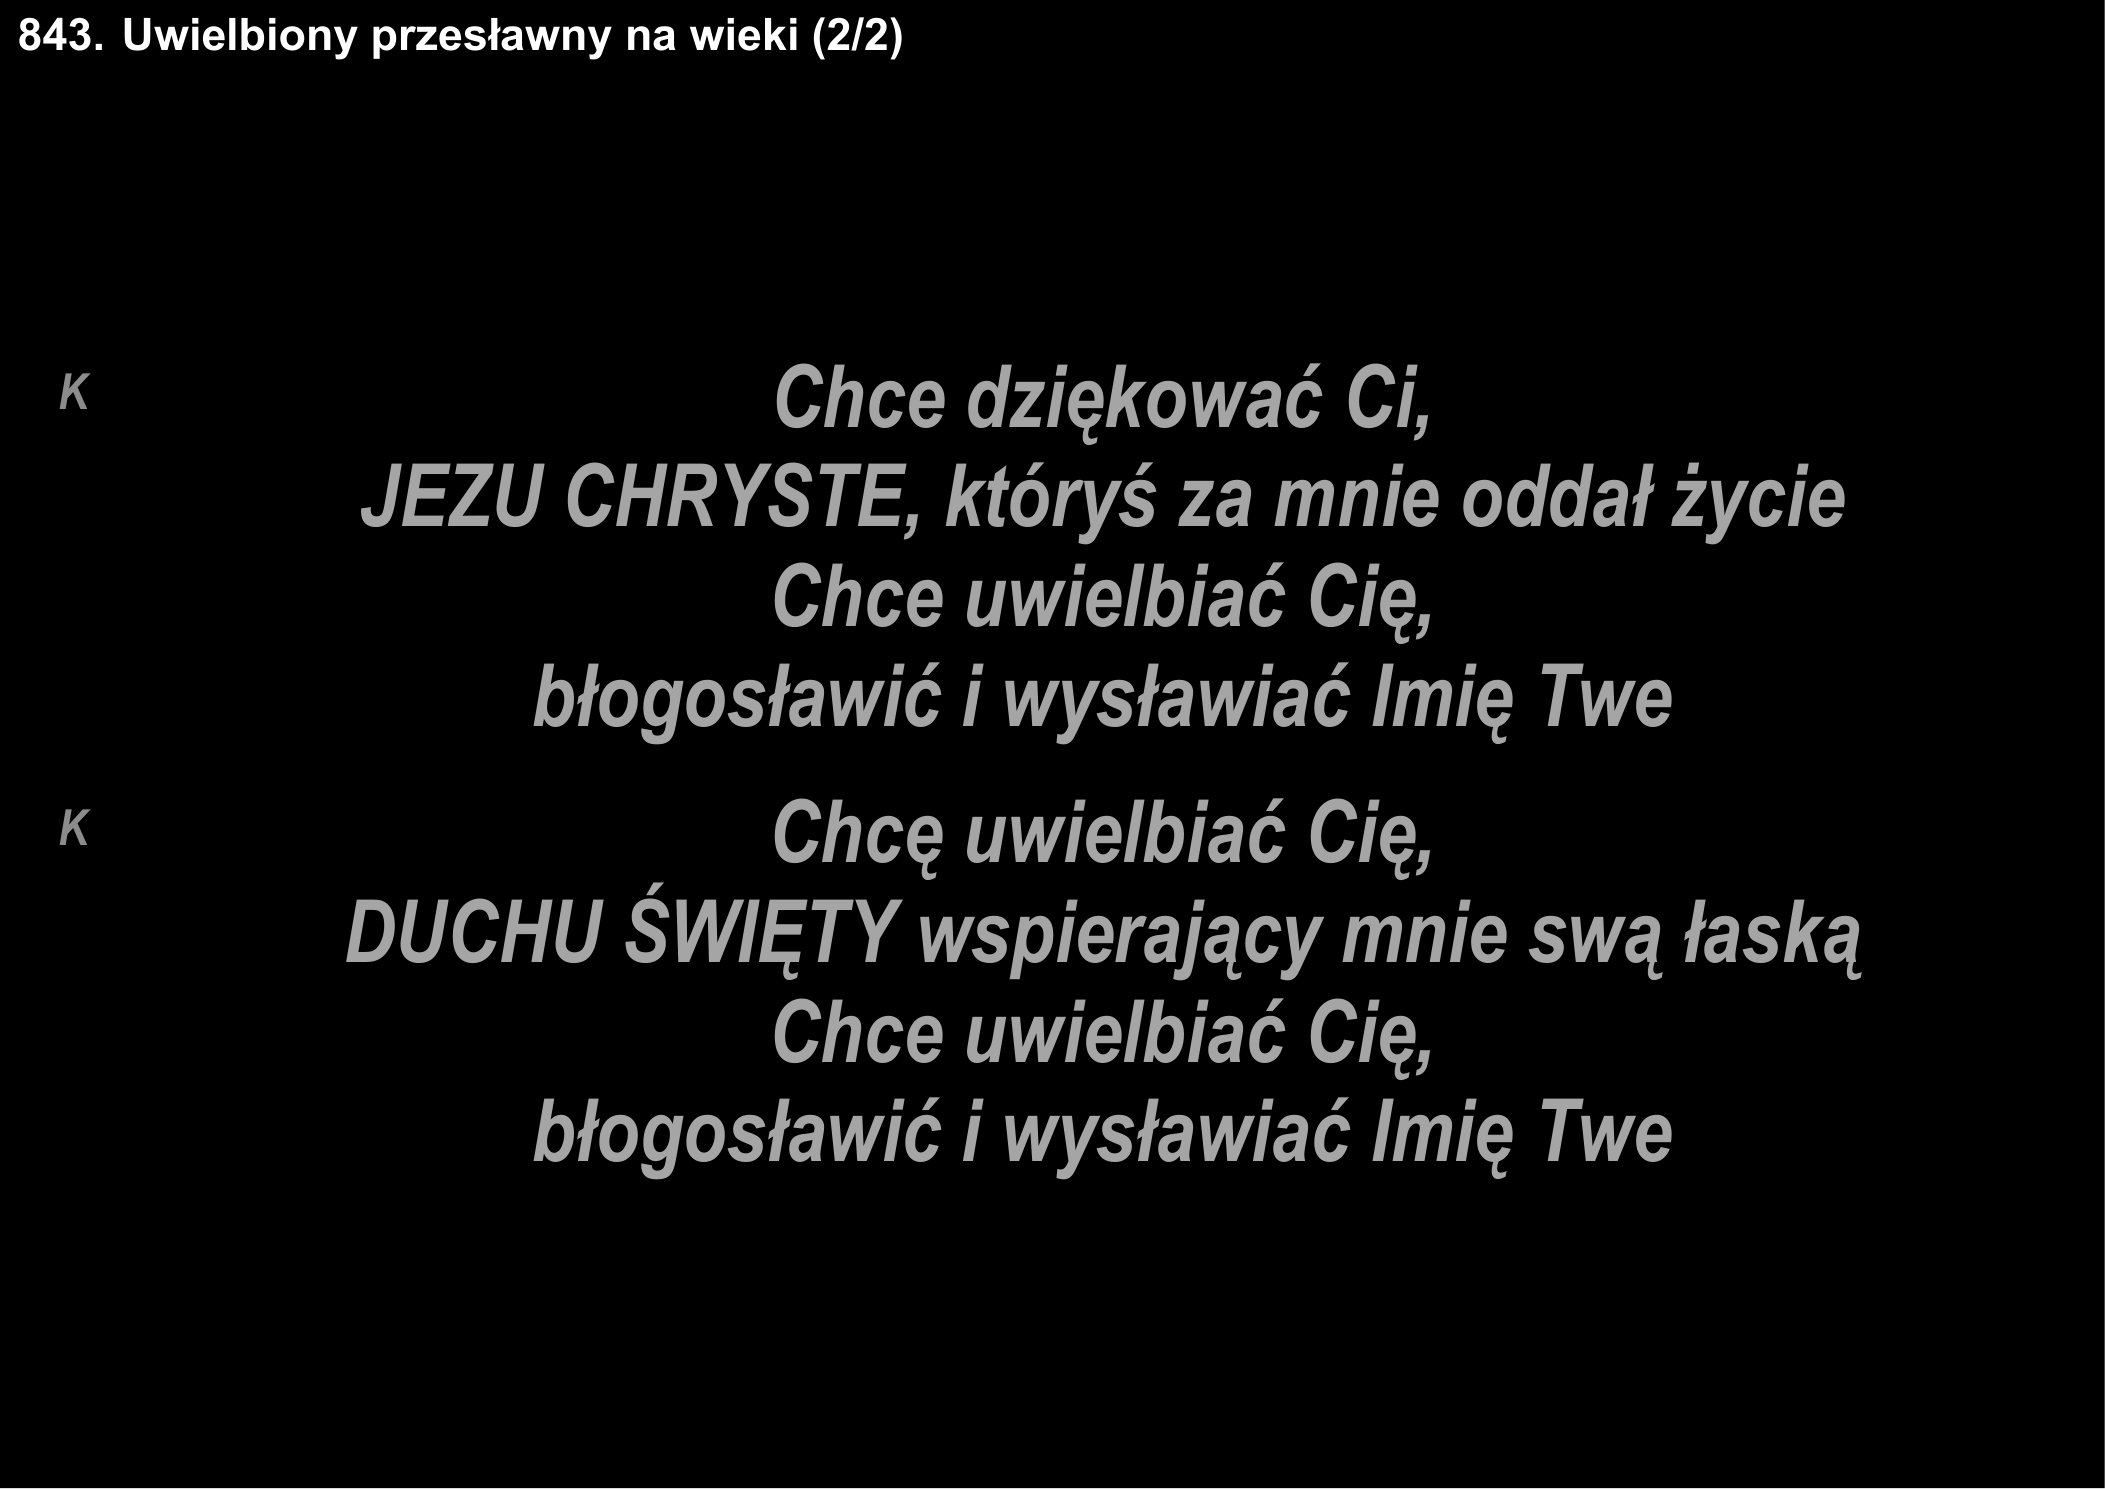 843. Uwielbiony przesławny na wieki (2/2)
K
Chce dziękować Ci,
JEZU CHRYSTE, któryś za mnie oddał życie
Chce uwielbiać Cię,
błogosławić i wysławiać Imię Twe
K
Chcę uwielbiać Cię,
DUCHU ŚWIĘTY wspierający mnie swą łaską
Chce uwielbiać Cię,
błogosławić i wysławiać Imię Twe